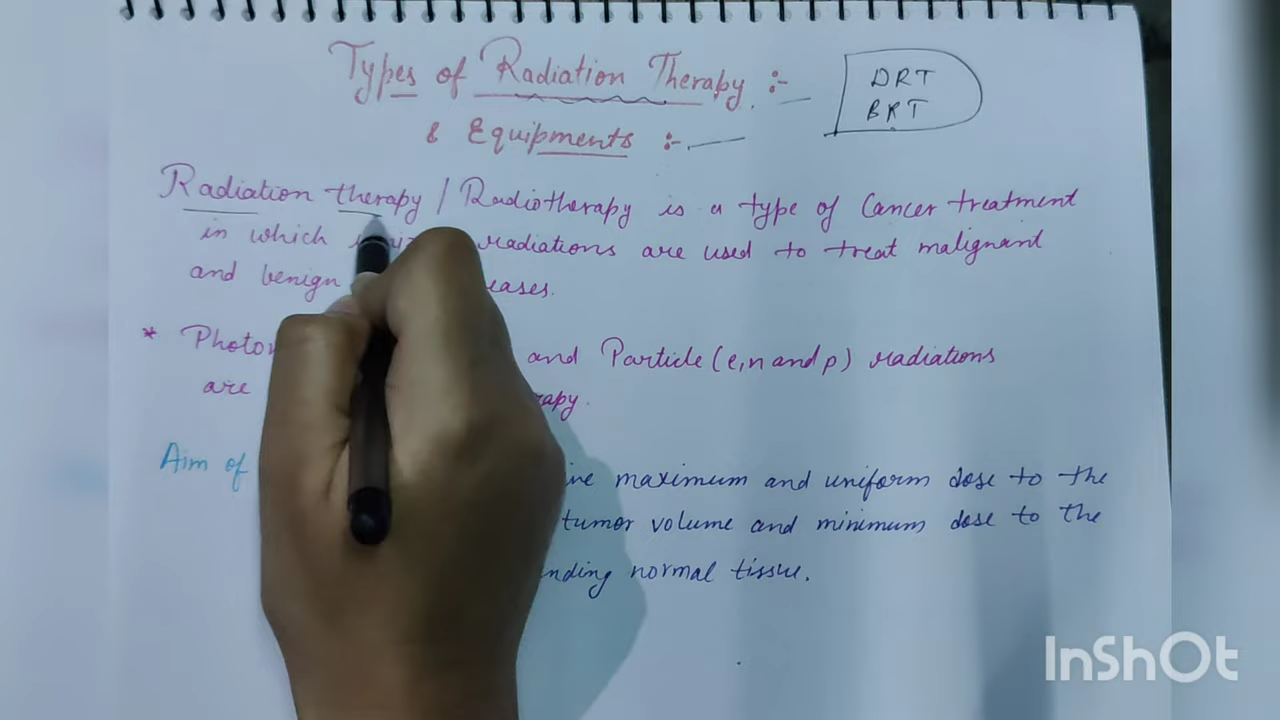 Types of Radiation Therapy :-
DRT
BRT
& Equipments :-
Radiation therapy / Radiotherapy is a type of Cancer treatment
in which radiations are used to treat malignant
and benign
* and Particle (e, n and p) radiations
are
Aim of maximum and uniform dose to the
tumor volume and minimum dose to the
normal tissue.
InShOt